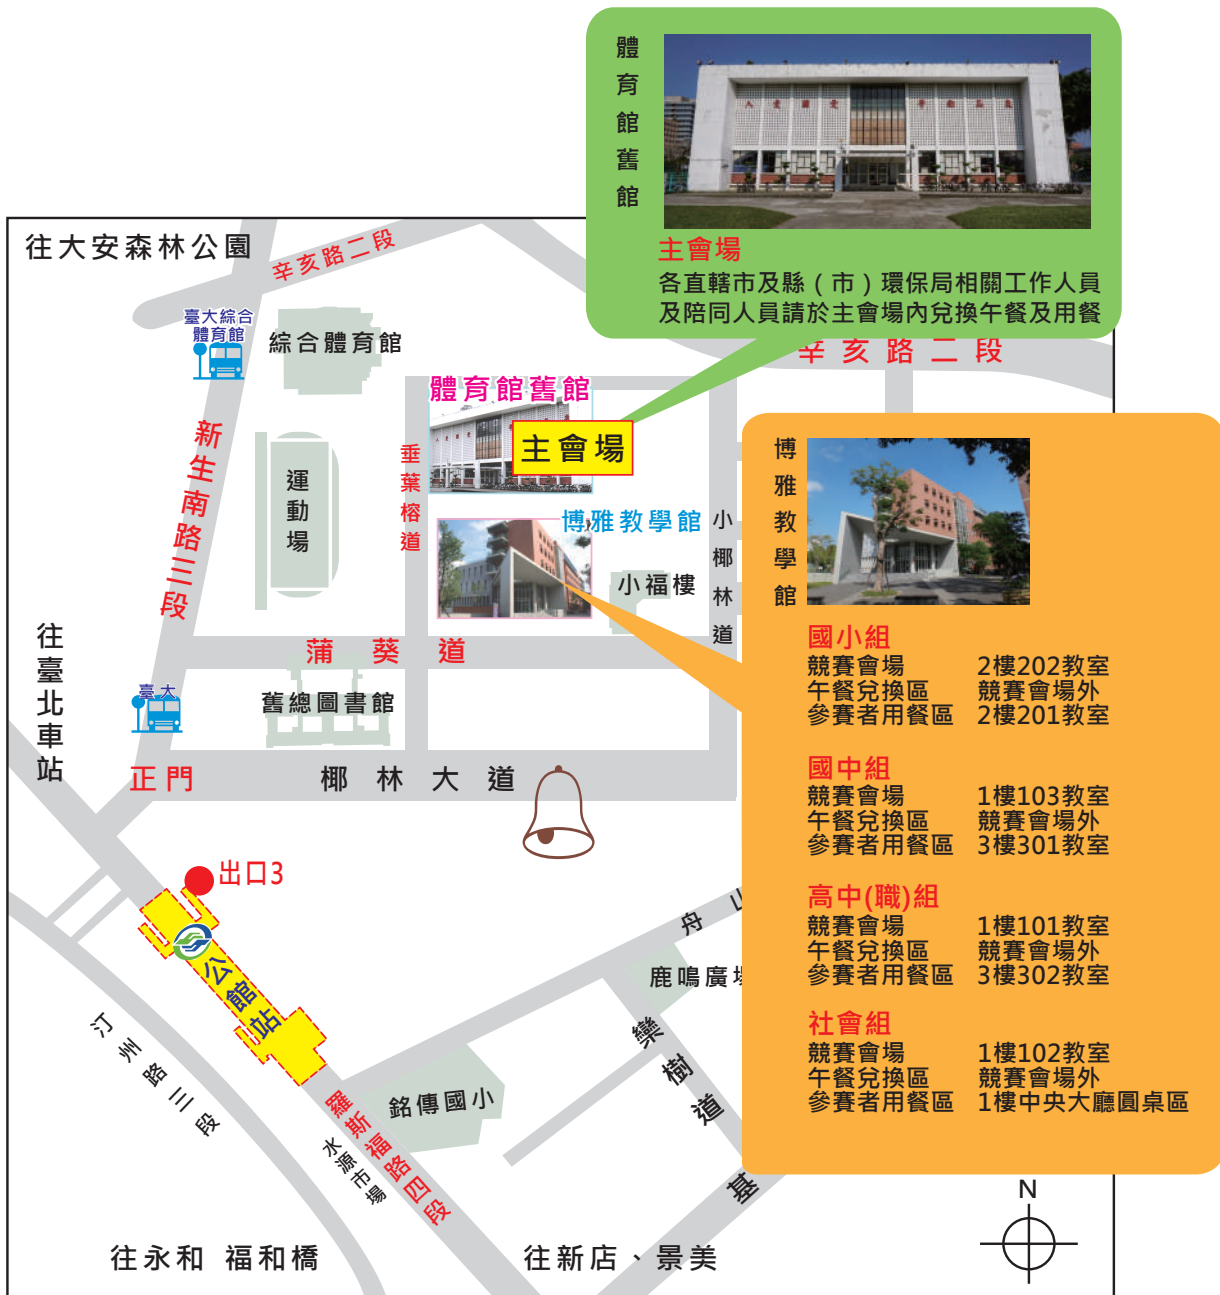 體育館舊館
主會場
各直轄市及縣（市）環保局相關工作人員
及陪同人員請於主會場內兌換午餐及用餐
往大安森林公園
辛亥路二段
臺大綜合
體育館
綜合體育館
辛亥路二段
體育館舊館
主會場
新生南路三段
運動場
垂葉榕道
博雅教學館
小福樓
小椰林道
蒲葵道
往臺北車站
臺大
舊總圖書館
正門
椰林大道
出口3
公館站
舟山
鹿鳴廣場
欒樹道
基
汀州路三段
銘傳國小
羅斯福路四段
水源市場
往永和 福和橋
往新店、景美
博雅教學館
國小組
競賽會場 2樓202教室
午餐兌換區 競賽會場外
參賽者用餐區 2樓201教室
國中組
競賽會場 1樓103教室
午餐兌換區 競賽會場外
參賽者用餐區 3樓301教室
高中(職)組
競賽會場 1樓101教室
午餐兌換區 競賽會場外
參賽者用餐區 3樓302教室
社會組
競賽會場 1樓102教室
午餐兌換區 競賽會場外
參賽者用餐區 1樓中央大廳圓桌區
N